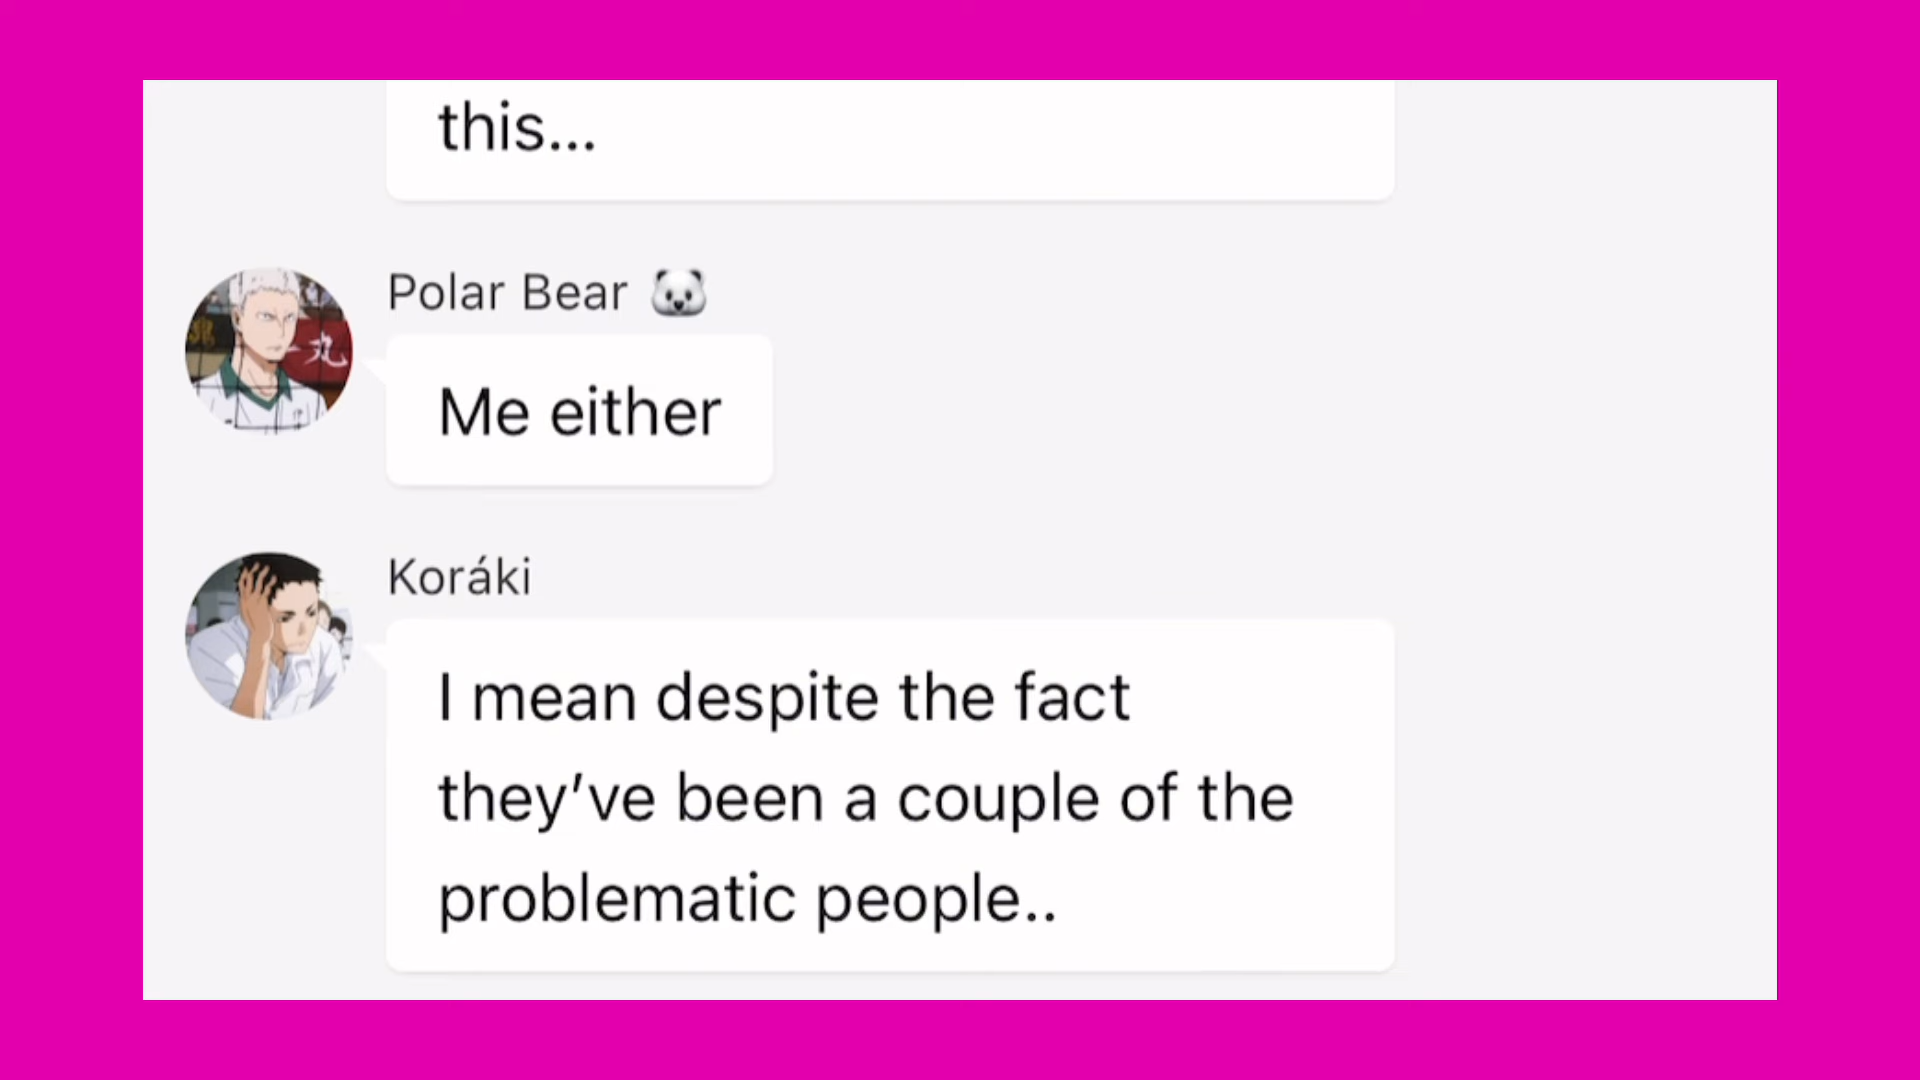 this...
Polar Bear 🐼
Me either
Koráki
I mean despite the fact
they’ve been a couple of the
problematic people..